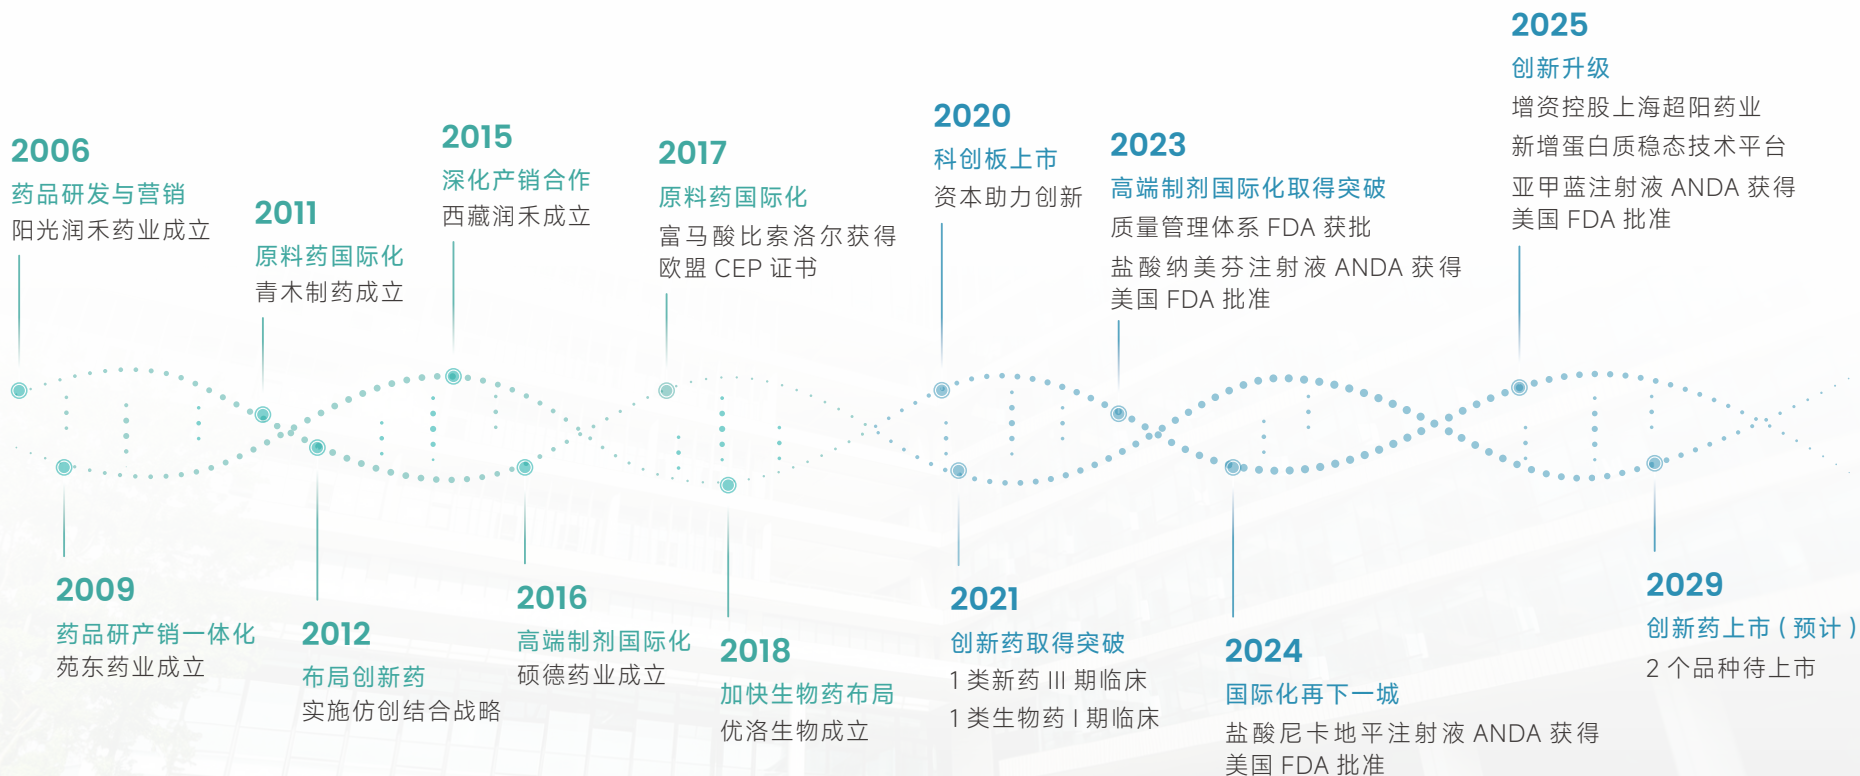 2006
药品研发与营销
阳光润禾药业成立
2009
药品研产销一体化
苑东药业成立
2011
原料药国际化
青木制药成立
2012
布局创新药
实施仿创结合战略
2015
深化产销合作
西藏润禾成立
2016
高端制剂国际化
硕德药业成立
2017
原料药国际化
富马酸比索洛尔获得
欧盟 CEP 证书
2018
加快生物药布局
优洛生物成立
2020
科创板上市
资本助力创新
2021
创新药取得突破
1 类新药 III 期临床
1 类生物药 I 期临床
2023
高端制剂国际化取得突破
质量管理体系 FDA 获批
盐酸纳美芬注射液 ANDA 获得
美国 FDA 批准
2024
国际化再下一城
盐酸尼卡地平注射液 ANDA 获得
美国 FDA 批准
2025
创新升级
增资控股上海超阳药业
新增蛋白质稳态技术平台
亚甲蓝注射液 ANDA 获得
美国 FDA 批准
2029
创新药上市 ( 预计 )
2 个品种待上市